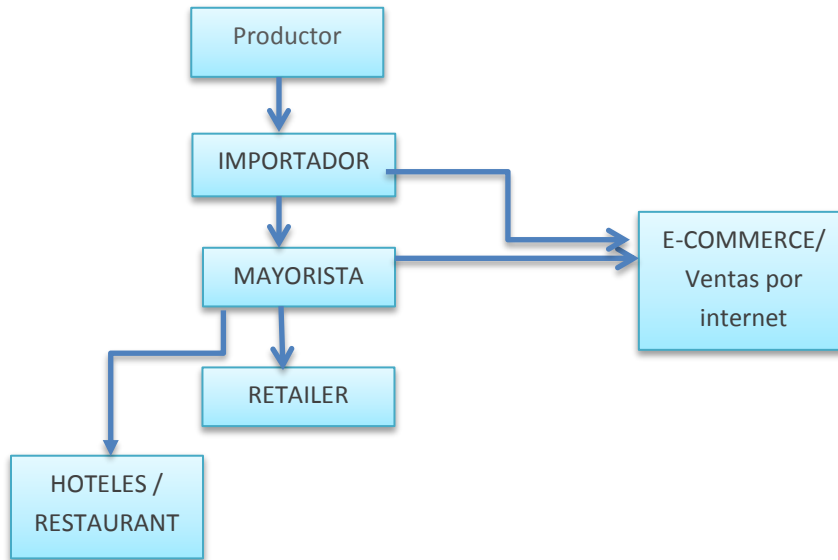 Productor
IMPORTADOR
MAYORISTA
E-COMMERCE/
Ventas por
internet
RETAILER
HOTELES /
RESTAURANT